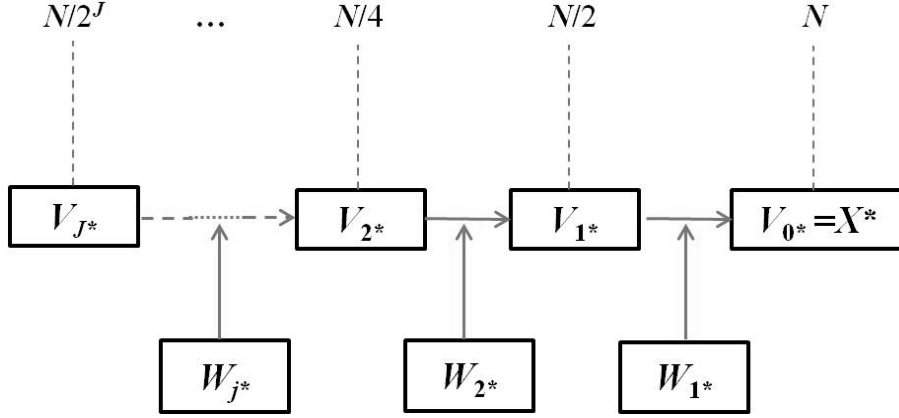 N/2^J ... N/4 N/2 N
V_J* V_2* V_1* V_0* =X*
W_j* W_2* W_1*